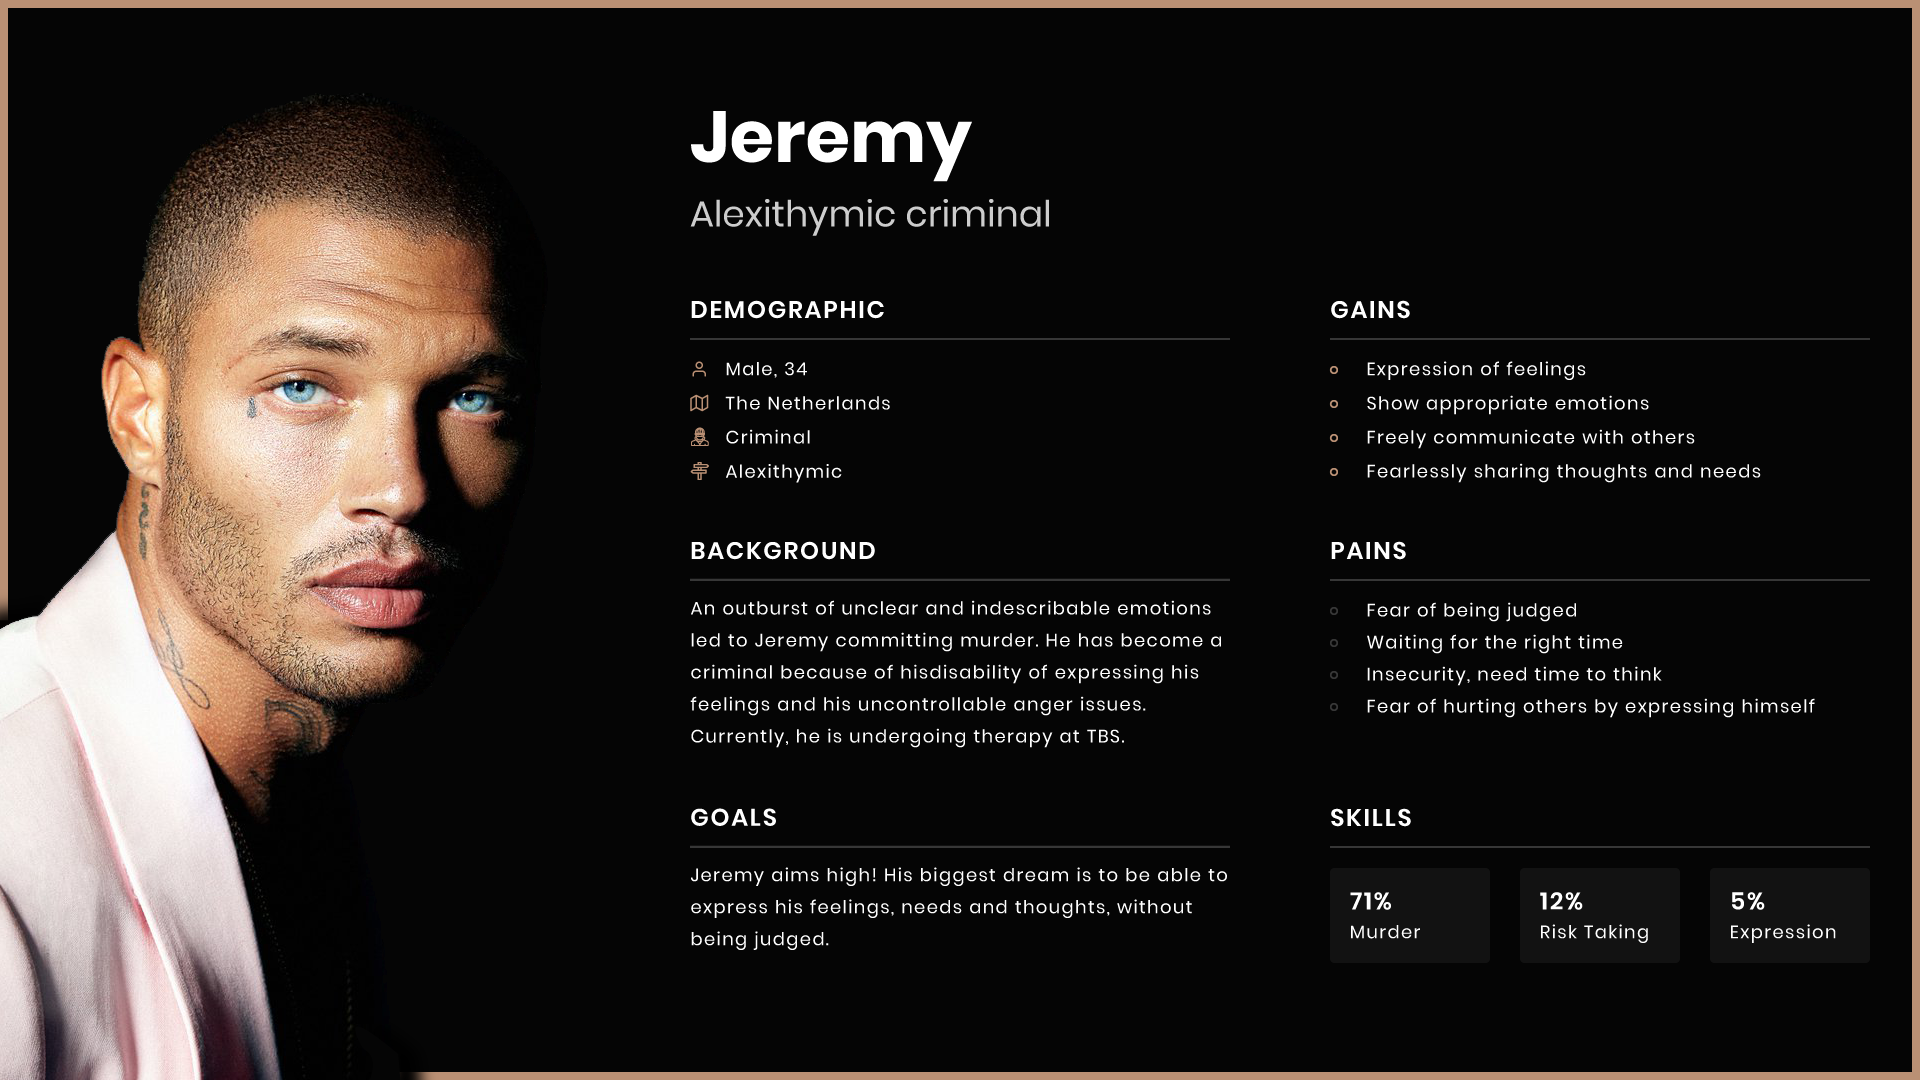 Jeremy
Alexithymic criminal
DEMOGRAPHIC
Male, 34
The Netherlands
Criminal
Alexithymic
BACKGROUND
An outburst of unclear and indescribable emotions
led to Jeremy committing murder. He has become a
criminal because of hisdisability of expressing his
feelings and his uncontrollable anger issues.
Currently, he is undergoing therapy at TBS.
GOALS
Jeremy aims high! His biggest dream is to be able to
express his feelings, needs and thoughts, without
being judged.
GAINS
Expression of feelings
Show appropriate emotions
Freely communicate with others
Fearlessly sharing thoughts and needs
PAINS
Fear of being judged
Waiting for the right time
Insecurity, need time to think
Fear of hurting others by expressing himself
SKILLS
71%
Murder
12%
Risk Taking
5%
Expression